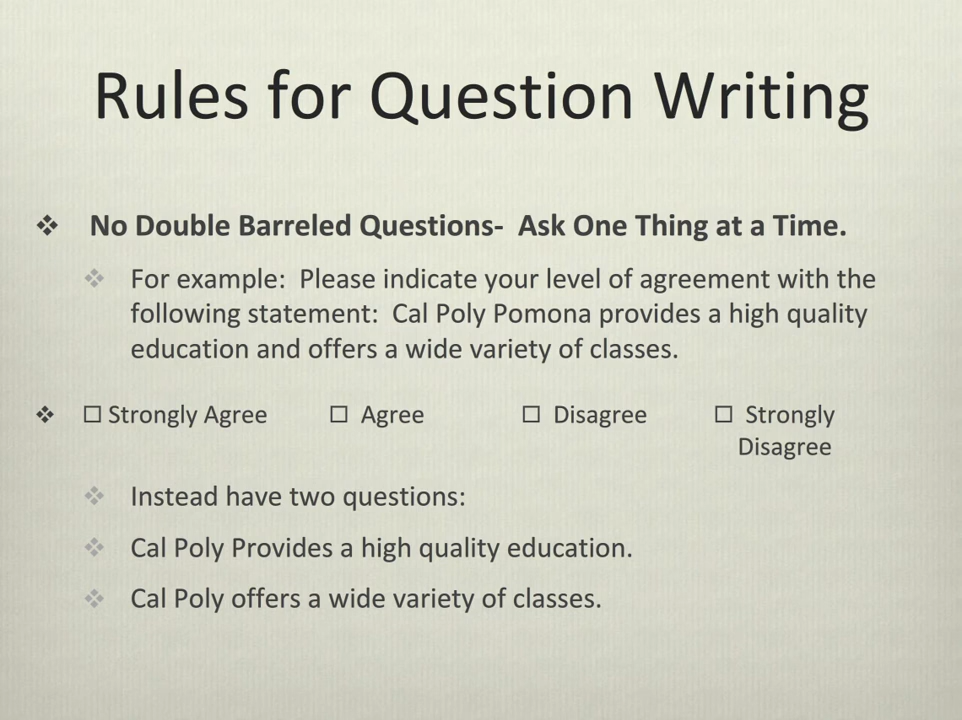 Rules for Question Writing
❖ No Double Barreled Questions-  Ask One Thing at a Time.
❖ For example:  Please indicate your level of agreement with the
following statement:  Cal Poly Pomona provides a high quality
education and offers a wide variety of classes.
❖ ☐ Strongly Agree ☐ Agree ☐ Disagree ☐ Strongly
Disagree
❖ Instead have two questions:
❖ Cal Poly Provides a high quality education.
❖ Cal Poly offers a wide variety of classes.